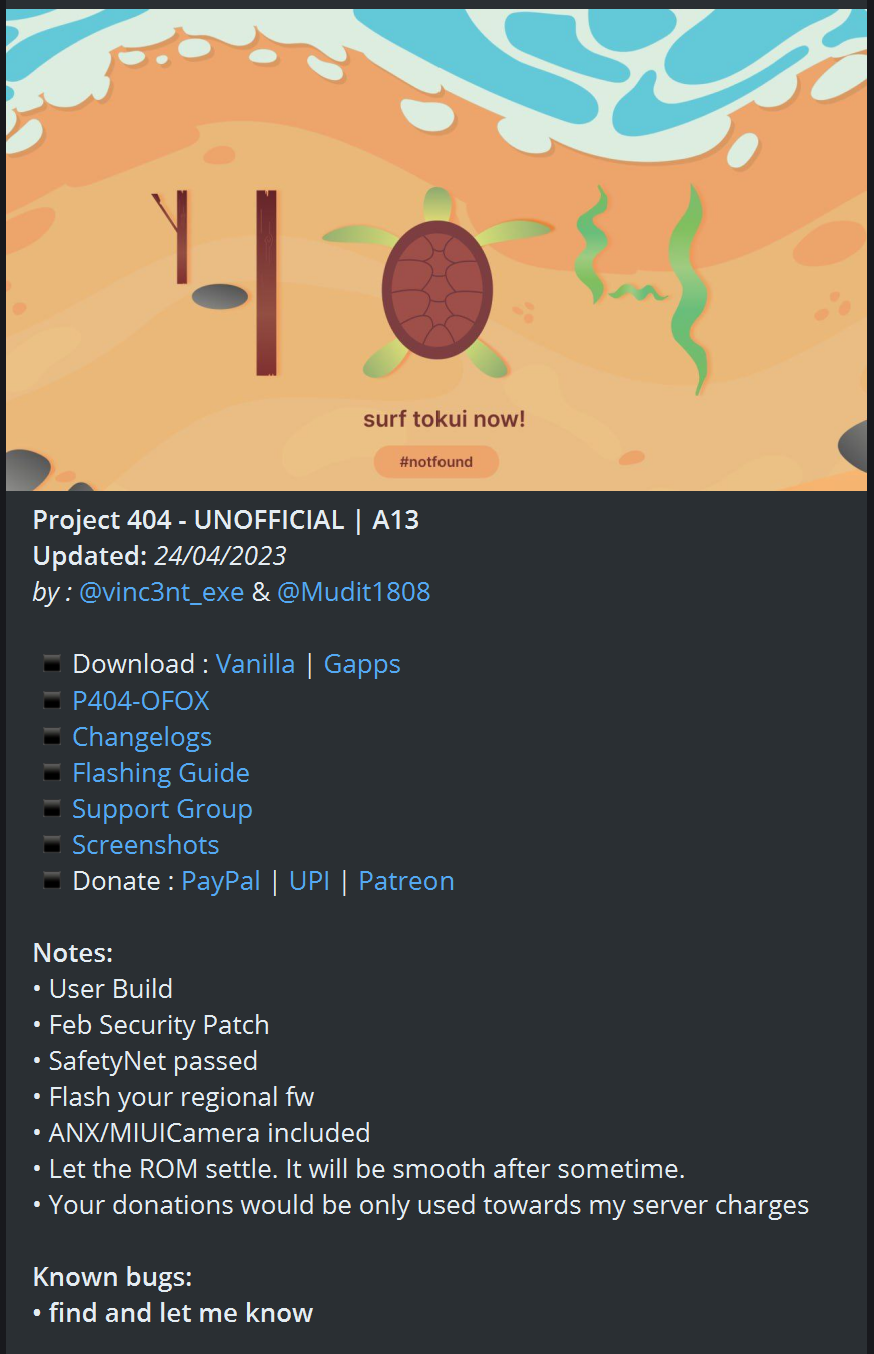 404
surf tokui now!
#notfound
Project 404 - UNOFFICIAL | A13
Updated: 24/04/2023
by : @vinc3nt_exe & @Mudit1808
▪ Download : Vanilla | Gapps
▪ P404-OFOX
▪ Changelogs
▪ Flashing Guide
▪ Support Group
▪ Screenshots
▪ Donate : PayPal | UPI | Patreon
Notes:
• User Build
• Feb Security Patch
• SafetyNet passed
• Flash your regional fw
• ANX/MIUICamera included
• Let the ROM settle. It will be smooth after sometime.
• Your donations would be only used towards my server charges
Known bugs:
• find and let me know